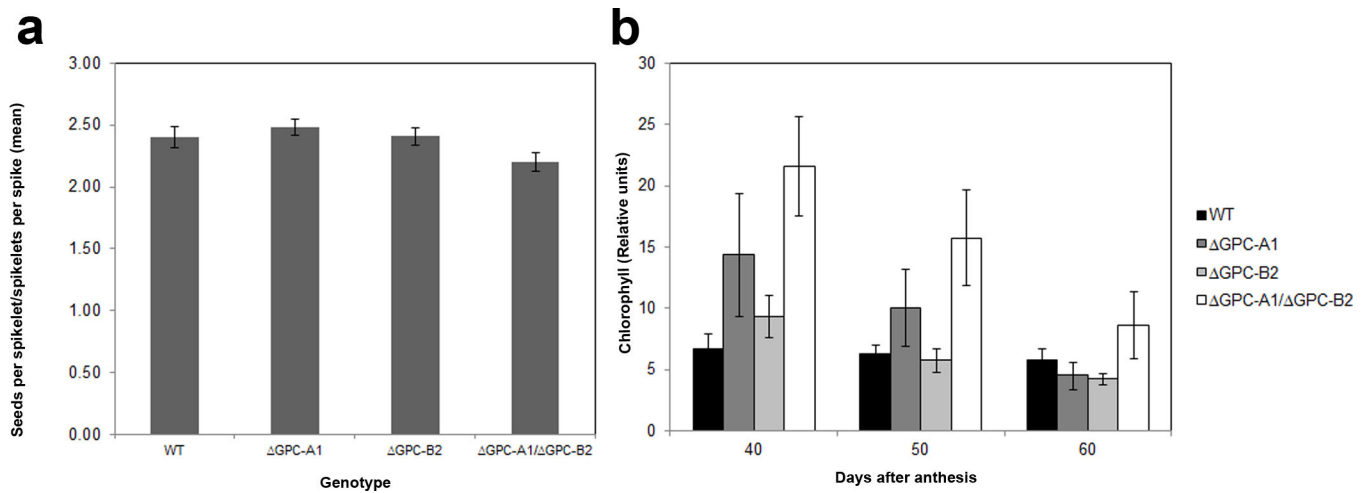 a
Seeds per spikelet/spikelets per spike (mean)
3.00
2.50
2.00
1.50
1.00
0.50
0.00
WT
ΔGPC-A1
ΔGPC-B2
ΔGPC-A1/ΔGPC-B2
Genotype
b
Chlorophyll (Relative units)
30
25
20
15
10
5
0
40
50
60
Days after anthesis
WT
ΔGPC-A1
ΔGPC-B2
ΔGPC-A1/ΔGPC-B2